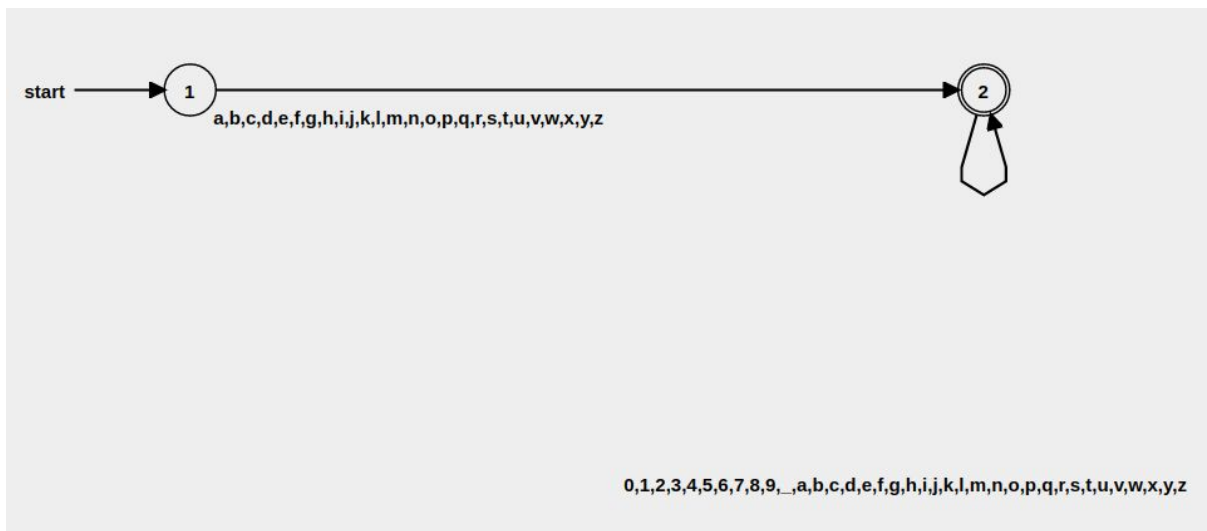 start 1 2
a,b,c,d,e,f,g,h,i,j,k,l,m,n,o,p,q,r,s,t,u,v,w,x,y,z
0,1,2,3,4,5,6,7,8,9,_,a,b,c,d,e,f,g,h,i,j,k,l,m,n,o,p,q,r,s,t,u,v,w,x,y,z